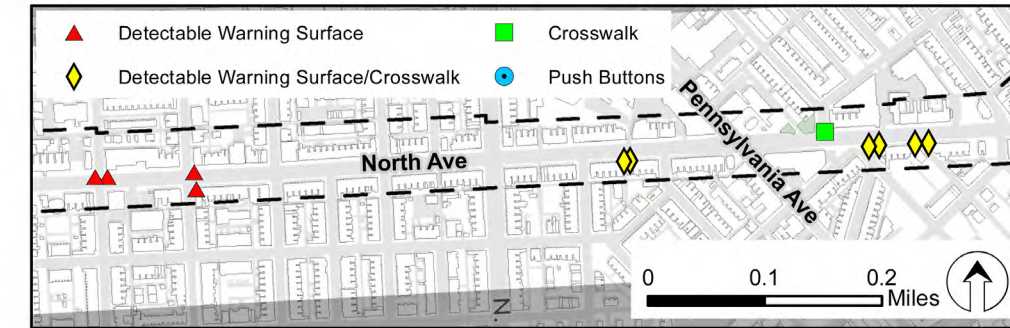 Detectable Warning Surface
Crosswalk
Detectable Warning Surface/Crosswalk
Push Buttons
Pennsylvania Ave
North Ave
0 0.1 0.2
Miles
N.